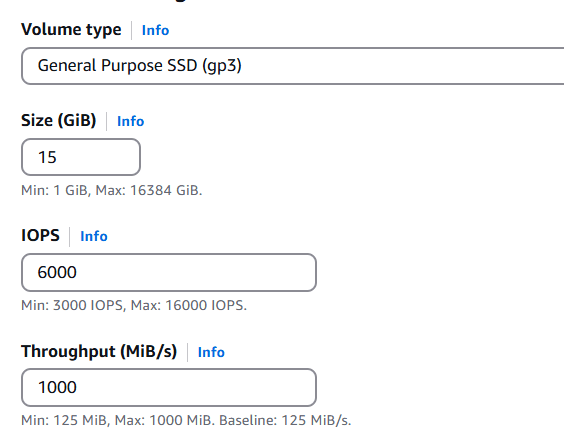 Volume type | Info
General Purpose SSD (gp3)
Size (GiB) | Info
15
Min: 1 GiB, Max: 16384 GiB.
IOPS | Info
6000
Min: 3000 IOPS, Max: 16000 IOPS.
Throughput (MiB/s) | Info
1000
Min: 125 MiB, Max: 1000 MiB. Baseline: 125 MiB/s.